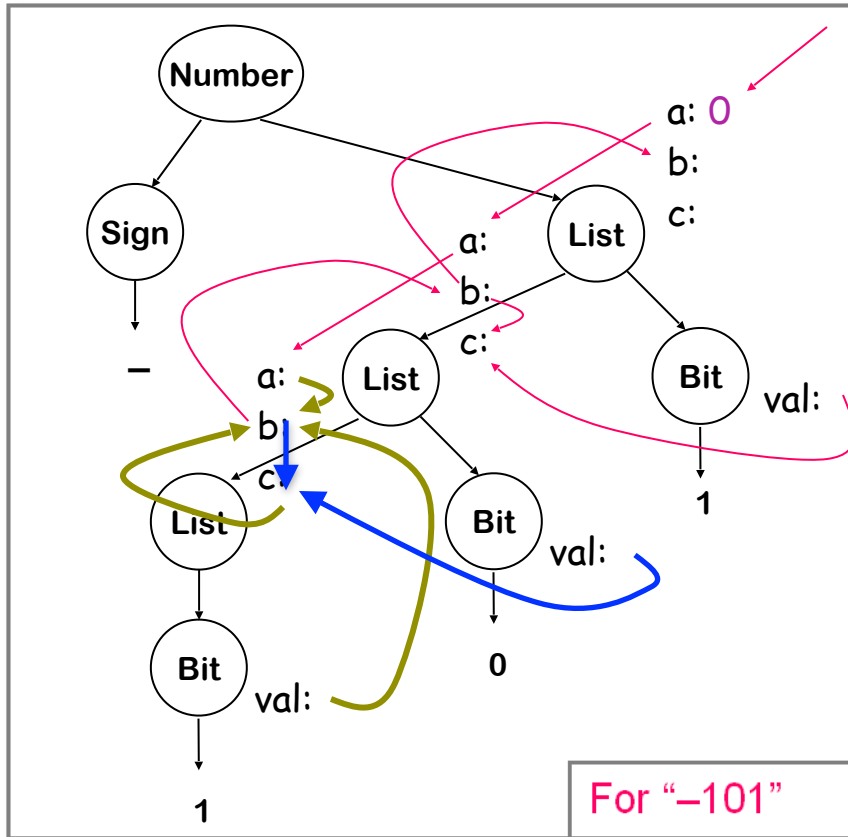 Number
a: 0
b:
c:
Sign
List
a:
b:
c:
–
List
Bit
val:
a:
b:
c:
1
List
Bit
val:
0
Bit
val:
1
For “–101”